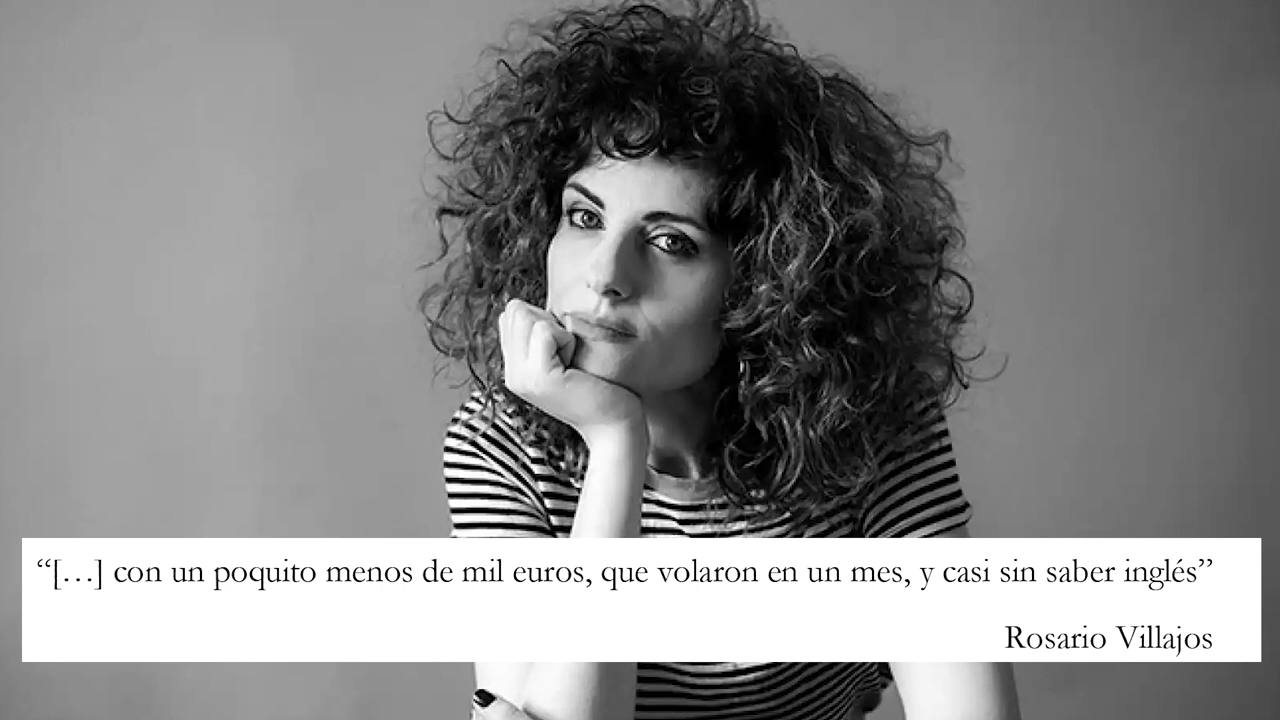 “[…] con un poquito menos de mil euros, que volaron en un mes, y casi sin saber inglés”
Rosario Villajos